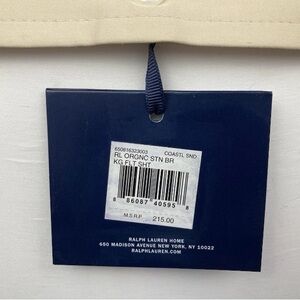 650816323003 COASTL SND
RL ORGNC STN BR
KG FLT SHT
8 86087 40595 8
M.S.R.P. 215.00
RALPH LAUREN HOME
650 MADISON AVENUE NEW YORK, NY 10022
RALPHLAUREN.COM